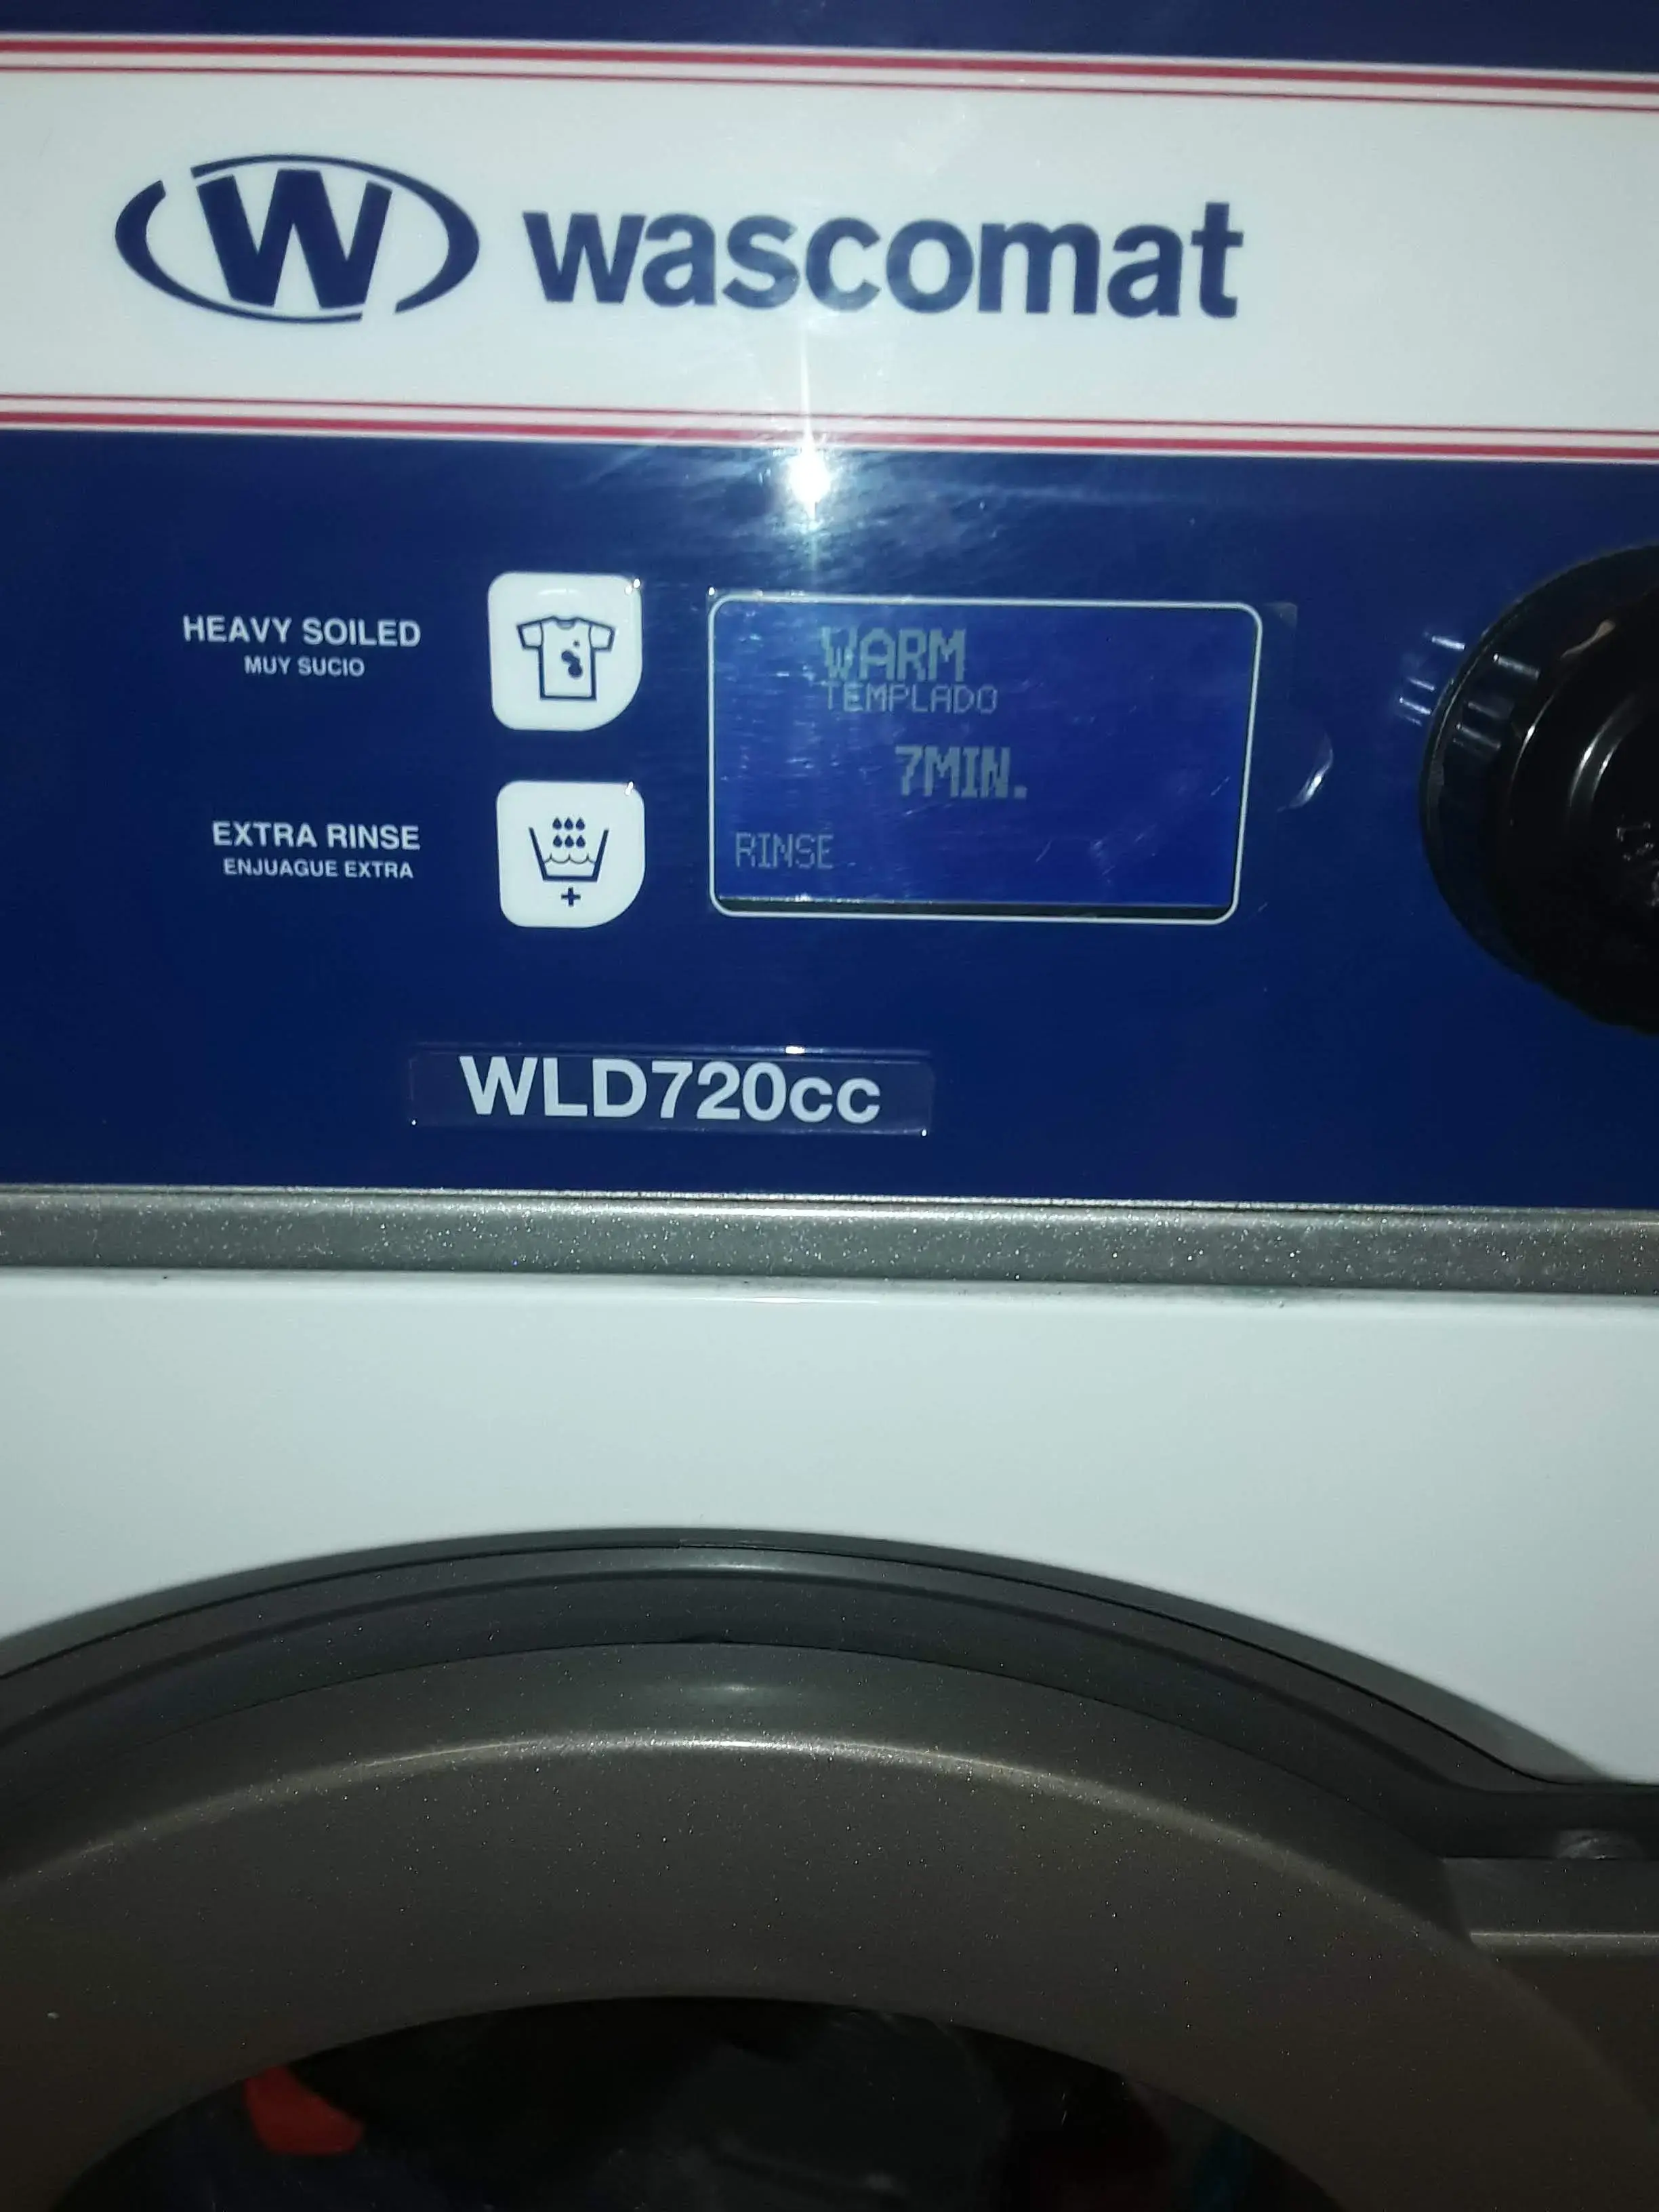 W wascomat
HEAVY SOILED
MUY SUCIO
WARM
TEMPLADO
7MIN.
EXTRA RINSE
ENJUAGUE EXTRA
RINSE
WLD720cc